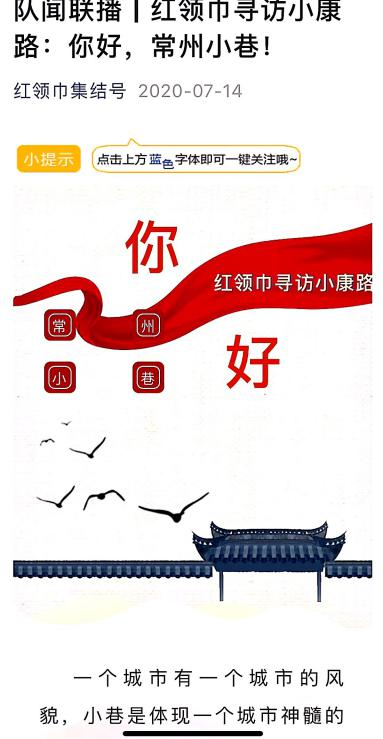 队闻联播 | 红领巾寻访小康
路：你好，常州小巷！
红领巾集结号 2020-07-14
小提示
点击上方蓝色字体即可一键关注哦~
你
红领巾寻访小康路
常 州
好
小 巷
一个城市有一个城市的风
貌，小巷是体现一个城市神髓的